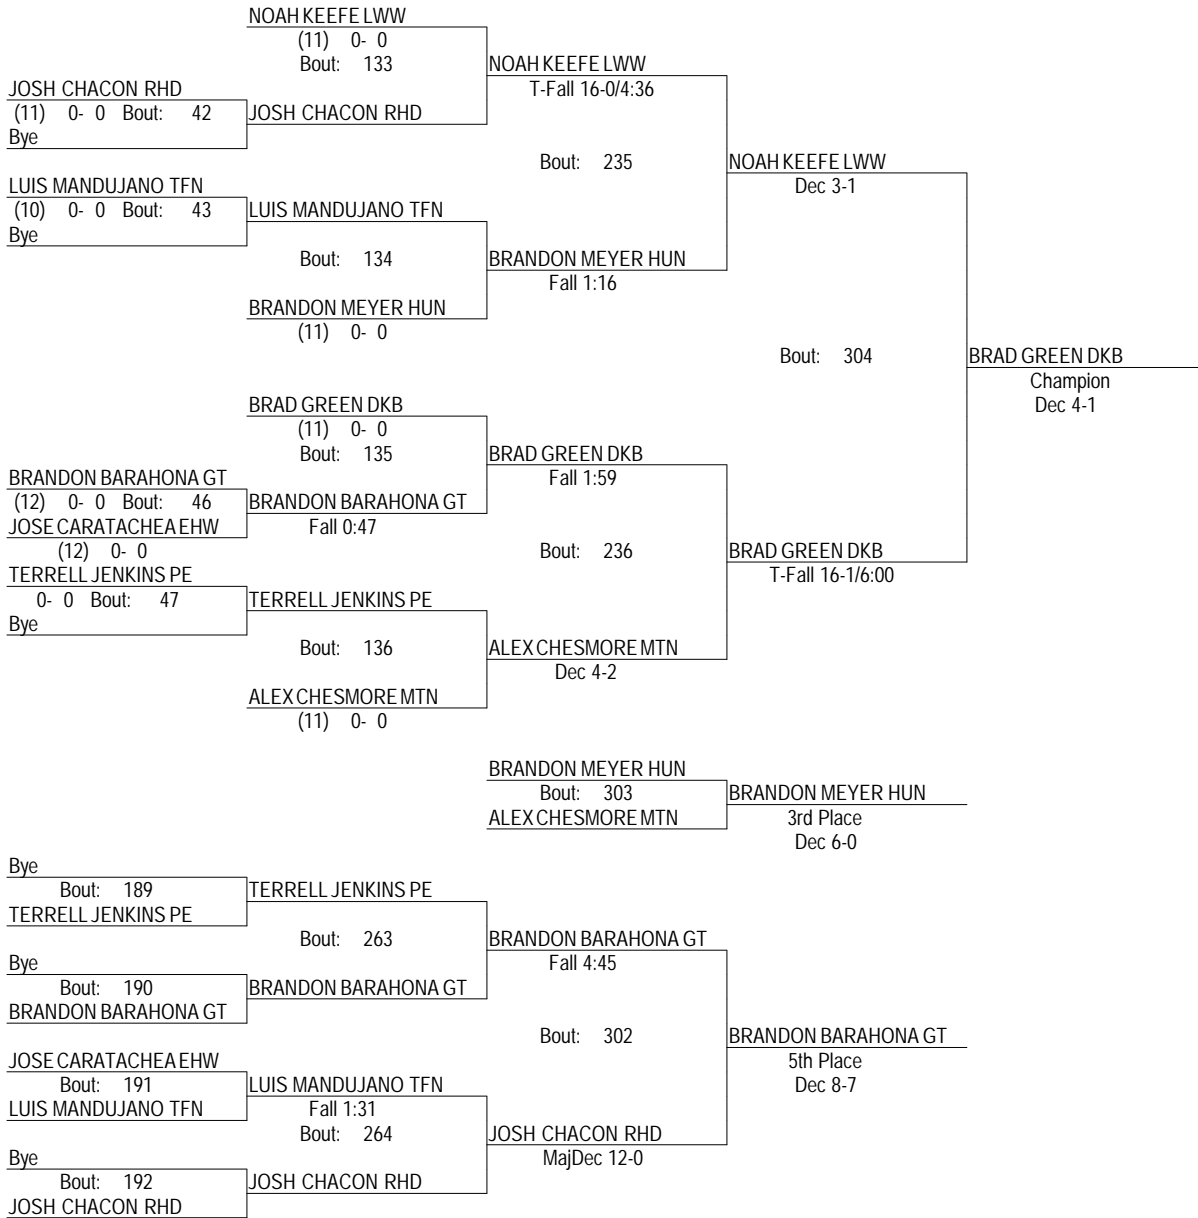 NOAH KEEFE LWW
(11) 0- 0
Bout: 133
NOAH KEEFE LWW
T-Fall 16-0/4:36
JOSH CHACON RHD
(11) 0- 0 Bout: 42
JOSH CHACON RHD
Bye
Bout: 235
NOAH KEEFE LWW
Dec 3-1
LUIS MANDUJANO TFN
(10) 0- 0 Bout: 43
LUIS MANDUJANO TFN
Bye
Bout: 134
BRANDON MEYER HUN
Fall 1:16
BRANDON MEYER HUN
(11) 0- 0
Bout: 304
BRAD GREEN DKB
Champion
Dec 4-1
BRAD GREEN DKB
(11) 0- 0
Bout: 135
BRAD GREEN DKB
Fall 1:59
BRANDON BARAHONA GT
(12) 0- 0 Bout: 46
BRANDON BARAHONA GT
JOSE CARATACHEA EHW
Fall 0:47
(12) 0- 0
Bout: 236
BRAD GREEN DKB
T-Fall 16-1/6:00
TERRELL JENKINS PE
0- 0 Bout: 47
TERRELL JENKINS PE
Bye
Bout: 136
ALEX CHESMORE MTN
Dec 4-2
ALEX CHESMORE MTN
(11) 0- 0
BRANDON MEYER HUN
Bout: 303
BRANDON MEYER HUN
ALEX CHESMORE MTN
3rd Place
Dec 6-0
Bye
Bout: 189
TERRELL JENKINS PE
TERRELL JENKINS PE
Bout: 263
BRANDON BARAHONA GT
Fall 4:45
Bye
Bout: 190
BRANDON BARAHONA GT
BRANDON BARAHONA GT
Bout: 302
BRANDON BARAHONA GT
5th Place
Dec 8-7
JOSE CARATACHEA EHW
Bout: 191
LUIS MANDUJANO TFN
LUIS MANDUJANO TFN
Fall 1:31
Bout: 264
JOSH CHACON RHD
MajDec 12-0
Bye
Bout: 192
JOSH CHACON RHD
JOSH CHACON RHD